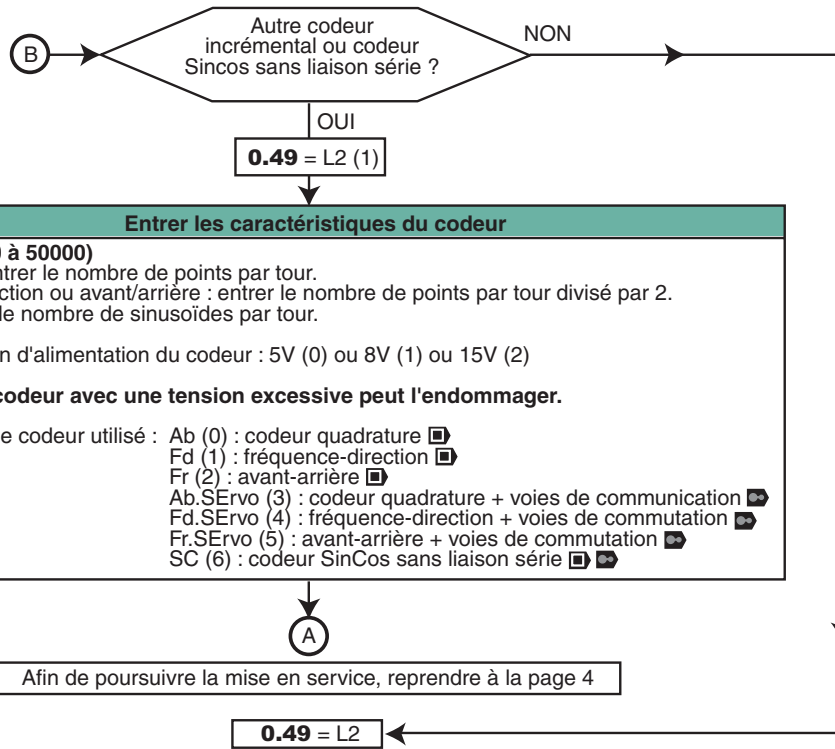 B
Autre codeur
incrémental ou codeur
Sincos sans liaison série ?
NON
OUI
0.49 = L2 (1)
Entrer les caractéristiques du codeur
à 50000)
ntrer le nombre de points par tour.
ction ou avant/arrière : entrer le nombre de points par tour divisé par 2.
le nombre de sinusoïdes par tour.
n d'alimentation du codeur : 5V (0) ou 8V (1) ou 15V (2)
codeur avec une tension excessive peut l'endommager.
e codeur utilisé : Ab (0) : codeur quadrature
Fd (1) : fréquence-direction
Fr (2) : avant-arrière
Ab.SErvo (3) : codeur quadrature + voies de communication
Fd.SErvo (4) : fréquence-direction + voies de commutation
Fr.SErvo (5) : avant-arrière + voies de commutation
SC (6) : codeur SinCos sans liaison série
A
Afin de poursuivre la mise en service, reprendre à la page 4
0.49 = L2